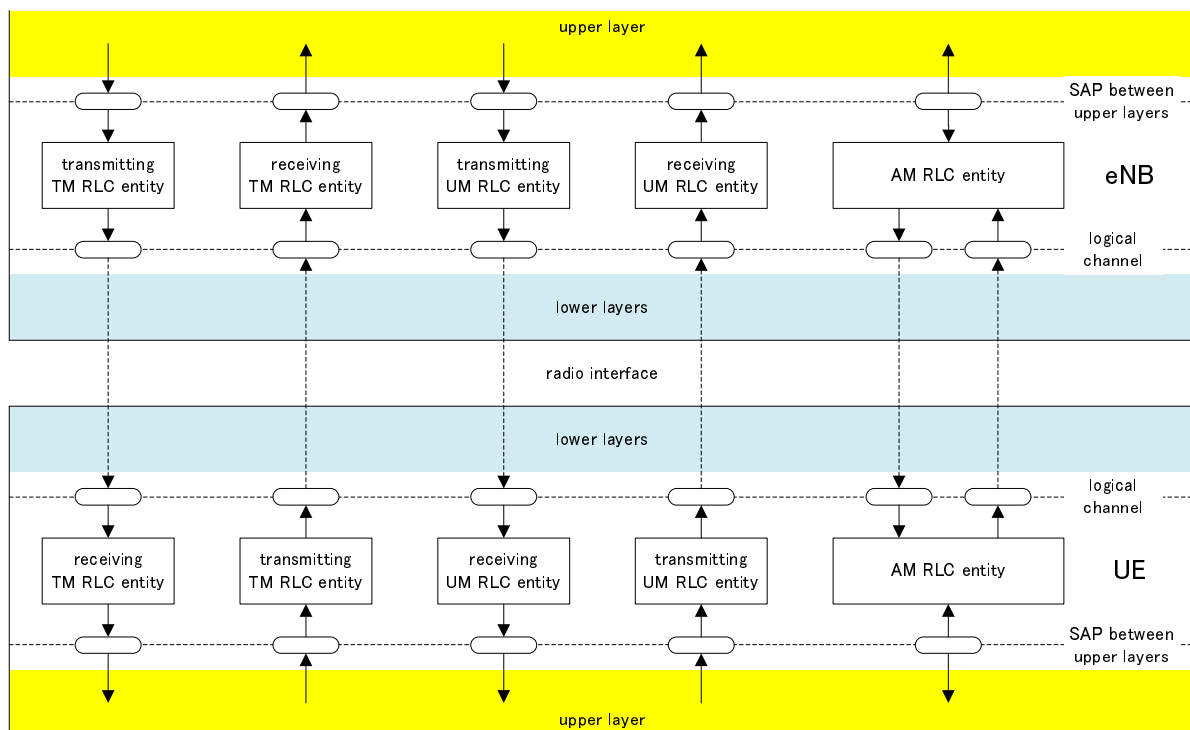 upper layer
SAP between
upper layers
transmitting
TM RLC entity
receiving
TM RLC entity
transmitting
UM RLC entity
receiving
UM RLC entity
AM RLC entity
eNB
logical
channel
lower layers
radio interface
lower layers
logical
channel
receiving
TM RLC entity
transmitting
TM RLC entity
receiving
UM RLC entity
transmitting
UM RLC entity
AM RLC entity
UE
SAP between
upper layers
upper layer